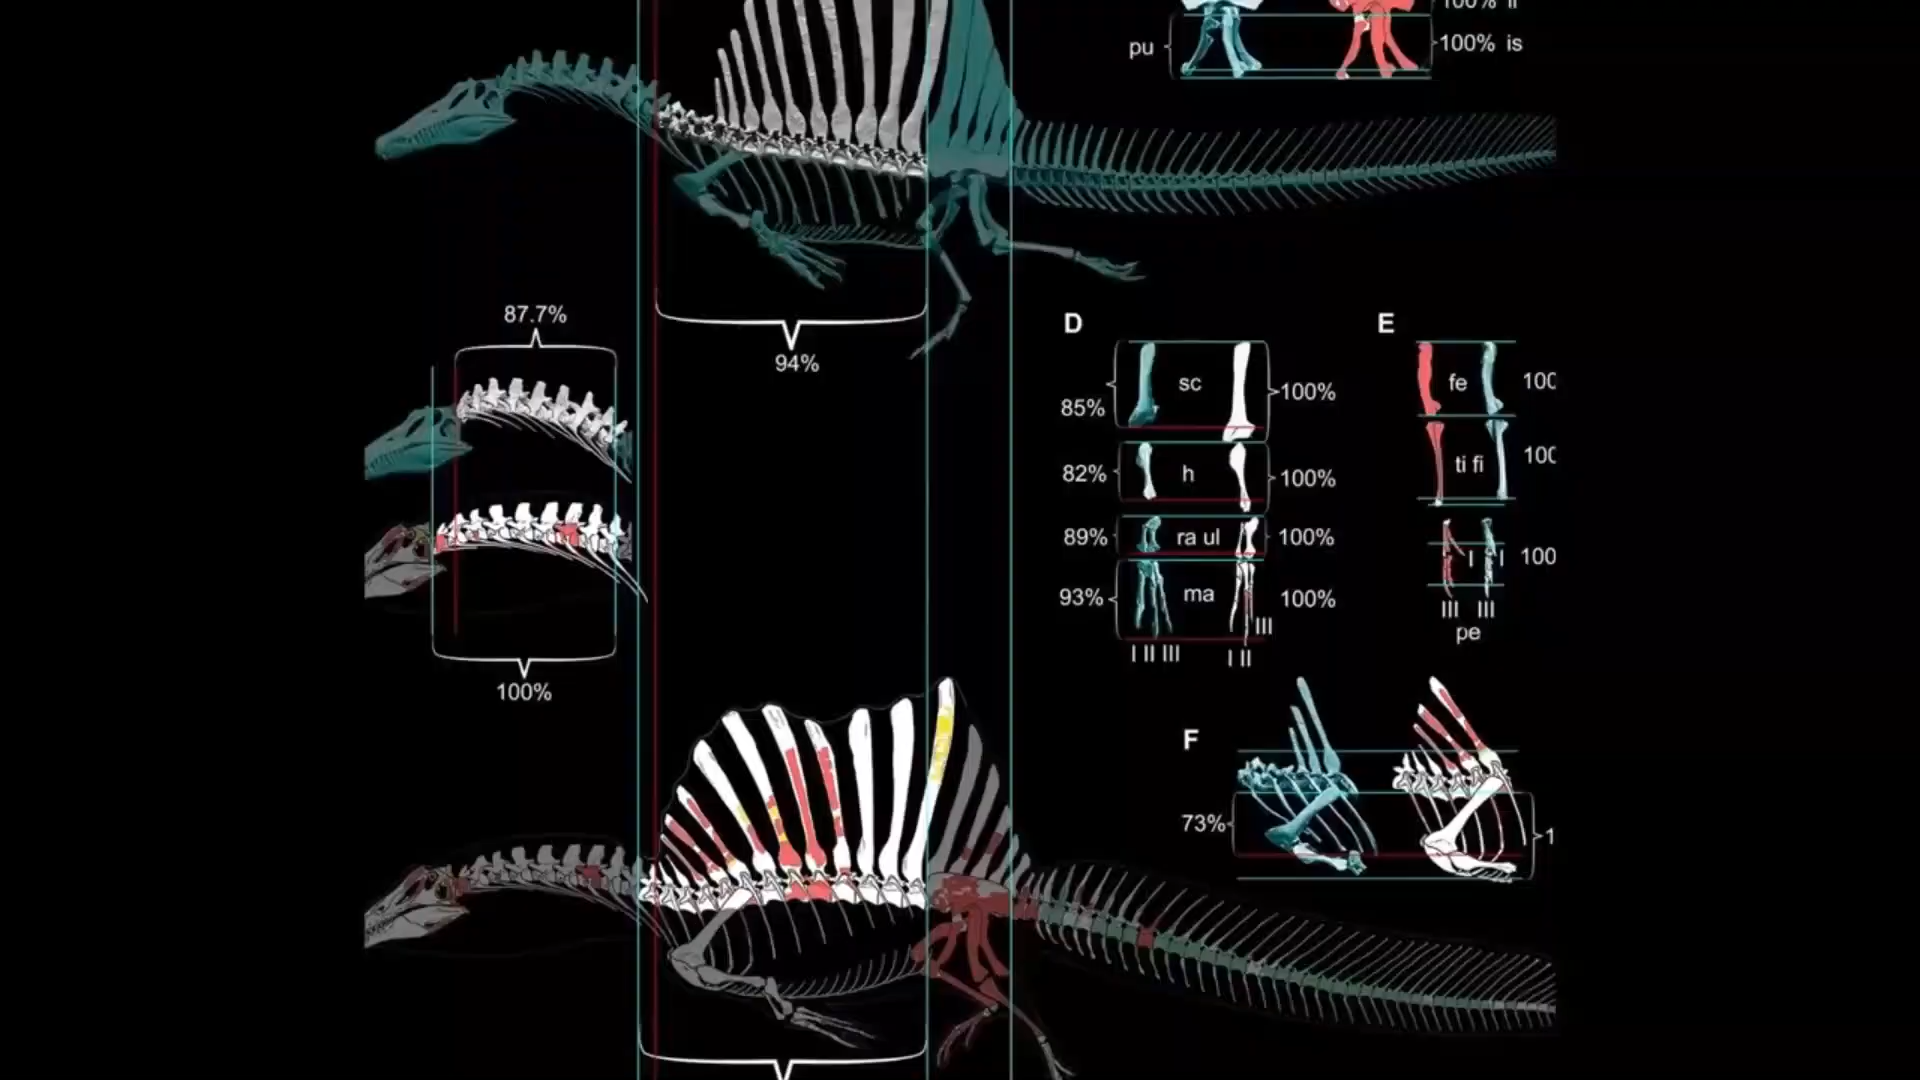 100% il
pu
100% is
87.7%
94%
100%
D
85%
sc
100%
82%
h
100%
89%
ra ul
100%
93%
ma
100%
III
I II III
I II
E
fe
100
ti fi
100
I
I
100
III
III
pe
F
73%
1